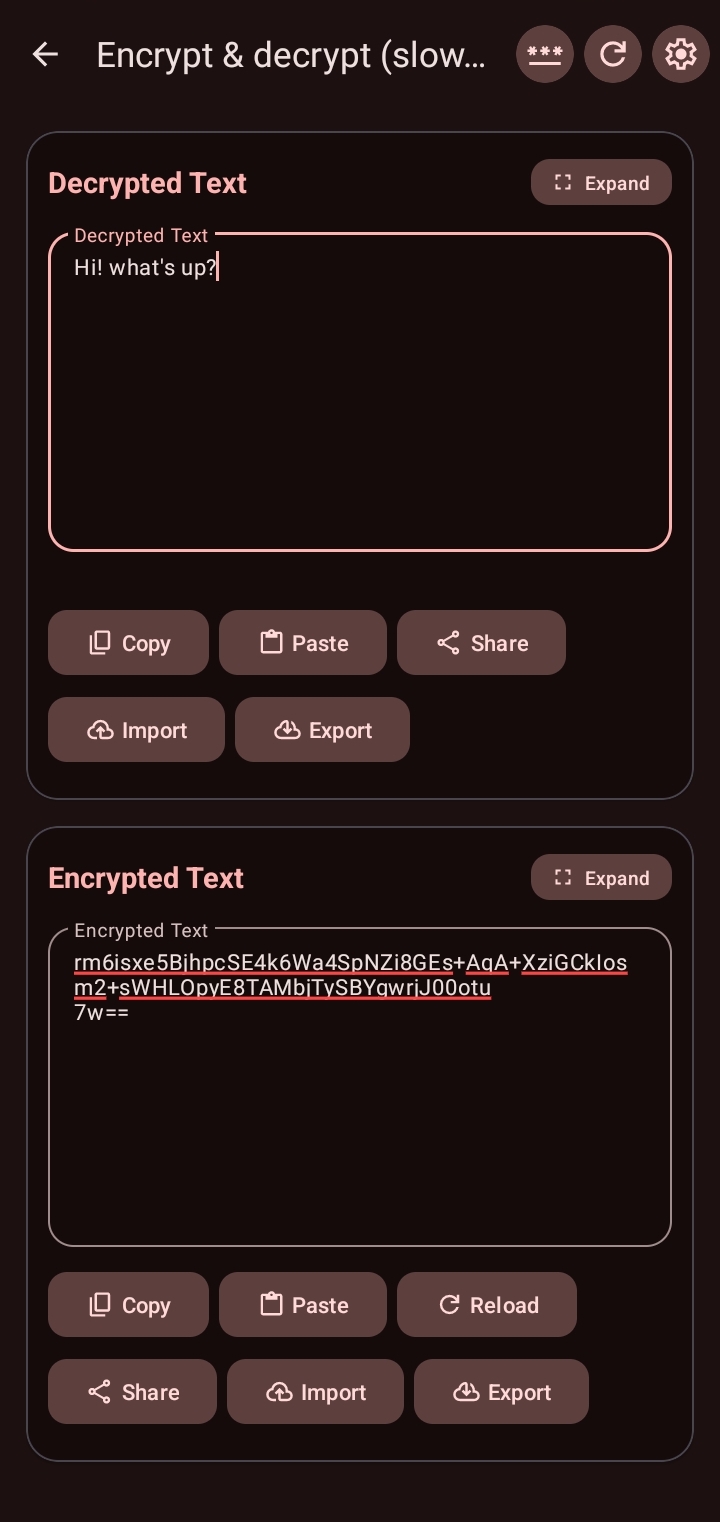 Encrypt & decrypt (slow...
***
Decrypted Text
Expand
Decrypted Text
Hi! what's up?
Copy
Paste
Share
Import
Export
Encrypted Text
Expand
Encrypted Text
rm6isxe5BjhpcSE4k6Wa4SpNZi8GEs+AqA+XziGCkIos
m2+sWHLOpyE8TAMbjTySBYqwrjJ00otu
7w==
Copy
Paste
Reload
Share
Import
Export